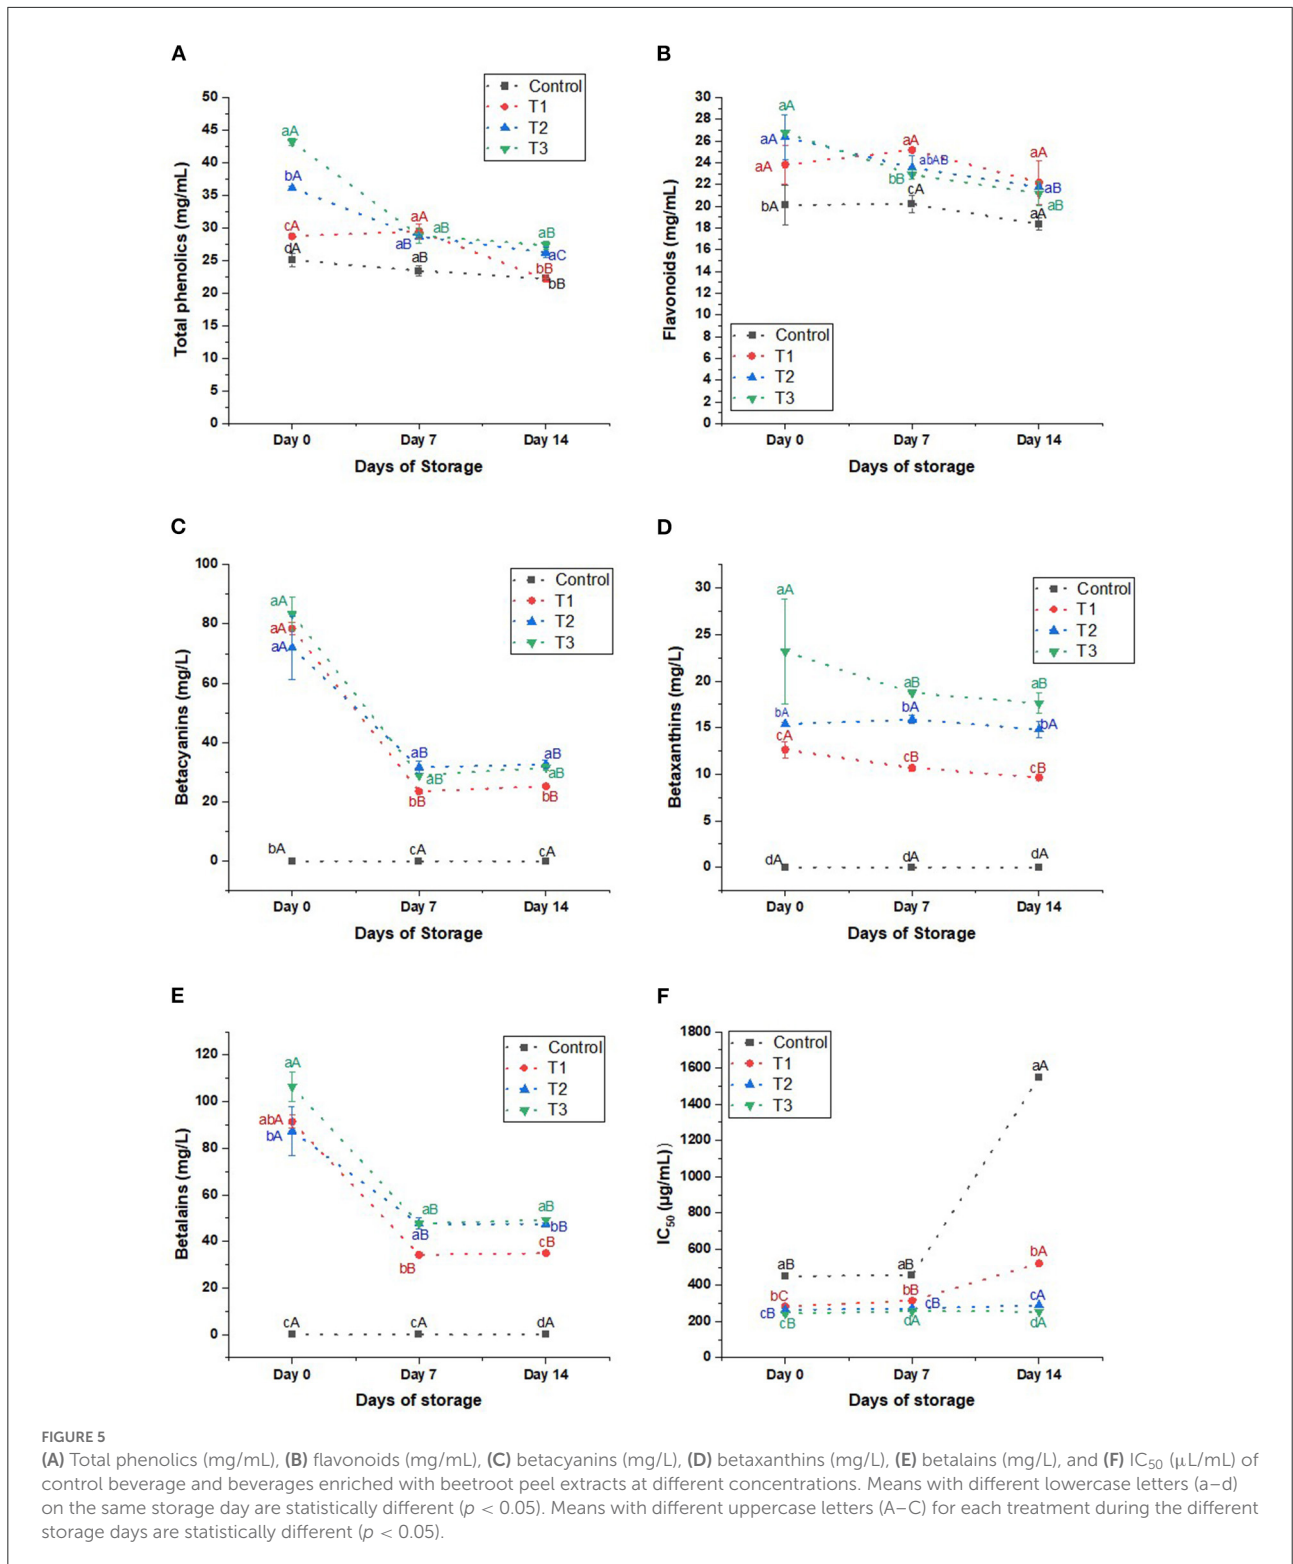 A
Control
T1
T2
T3
50
45
40
35
30
25
20
15
10
5
0
Total phenolics (mg/mL)
aA
bA
cA
dA
aA
aB
aB
aB
aB
aC
bB
bB
Day 0
Day 7
Day 14
Days of Storage
B
30
28
26
24
22
20
18
16
14
12
10
8
6
4
2
0
Flavonoids (mg/mL)
aA
aA
aA
bA
aA
abAB
bB
cA
aA
aB
aB
aA
Control
T1
T2
T3
Day 0
Day 7
Day 14
Days of storage
C
100
80
60
40
20
0
Betacyanins (mg/L)
Control
T1
T2
T3
aA
aA
aA
bA
aB
aB
bB
cA
aB
aB
bB
cA
Day 0
Day 7
Day 14
Days of Storage
D
30
25
20
15
10
5
0
Betaxanthins (mg/L)
Control
T1
T2
T3
aA
bA
cA
dA
aB
bA
cB
dA
aB
bA
cB
dA
Day 0
Day 7
Day 14
Days of Storage
E
120
100
80
60
40
20
0
Betalains (mg/L)
Control
T1
T2
T3
aA
abA
bA
cA
aB
aB
bB
cA
aB
bB
cB
dA
Day 0
Day 7
Day 14
Days of storage
F
1800
1600
1400
1200
1000
800
600
400
200
0
IC50 (µg/mL))
Control
T1
T2
T3
aB
bC
cB
cB
aB
bB
cB
dA
aA
bA
cA
dA
Day 0
Day 7
Day 14
Days of storage
FIGURE 5
(A) Total phenolics (mg/mL), (B) flavonoids (mg/mL), (C) betacyanins (mg/L), (D) betaxanthins (mg/L), (E) betalains (mg/L), and (F) IC50 (µL/mL) of
control beverage and beverages enriched with beetroot peel extracts at different concentrations. Means with different lowercase letters (a–d)
on the same storage day are statistically different (p < 0.05). Means with different uppercase letters (A–C) for each treatment during the different
storage days are statistically different (p < 0.05).